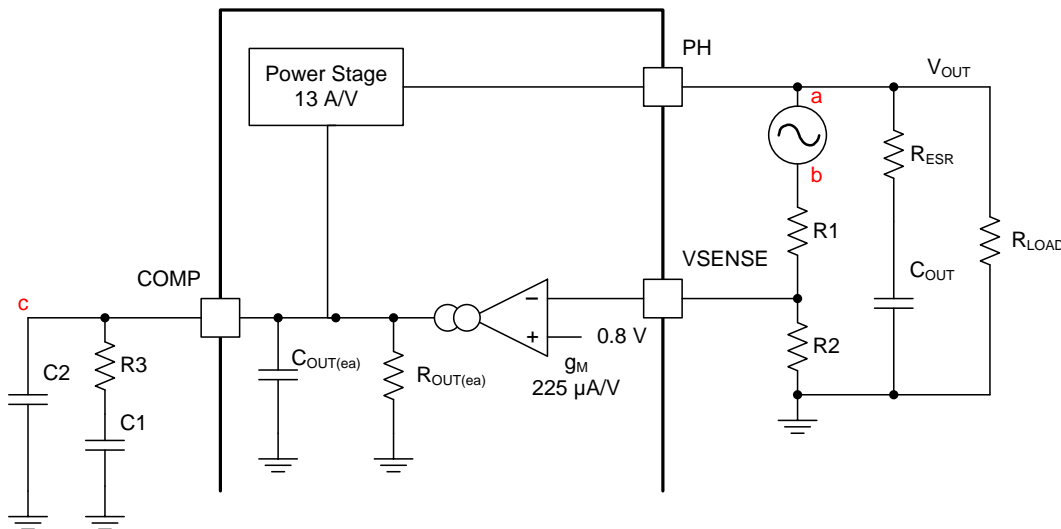 PH
Power Stage
13 A/V
VOUT
a
b
RESR
R1
RLOAD
VSENSE
COUT
COMP
c
0.8 V
R2
gM
225 µA/V
COUT(ea)
ROUT(ea)
R3
C2
C1